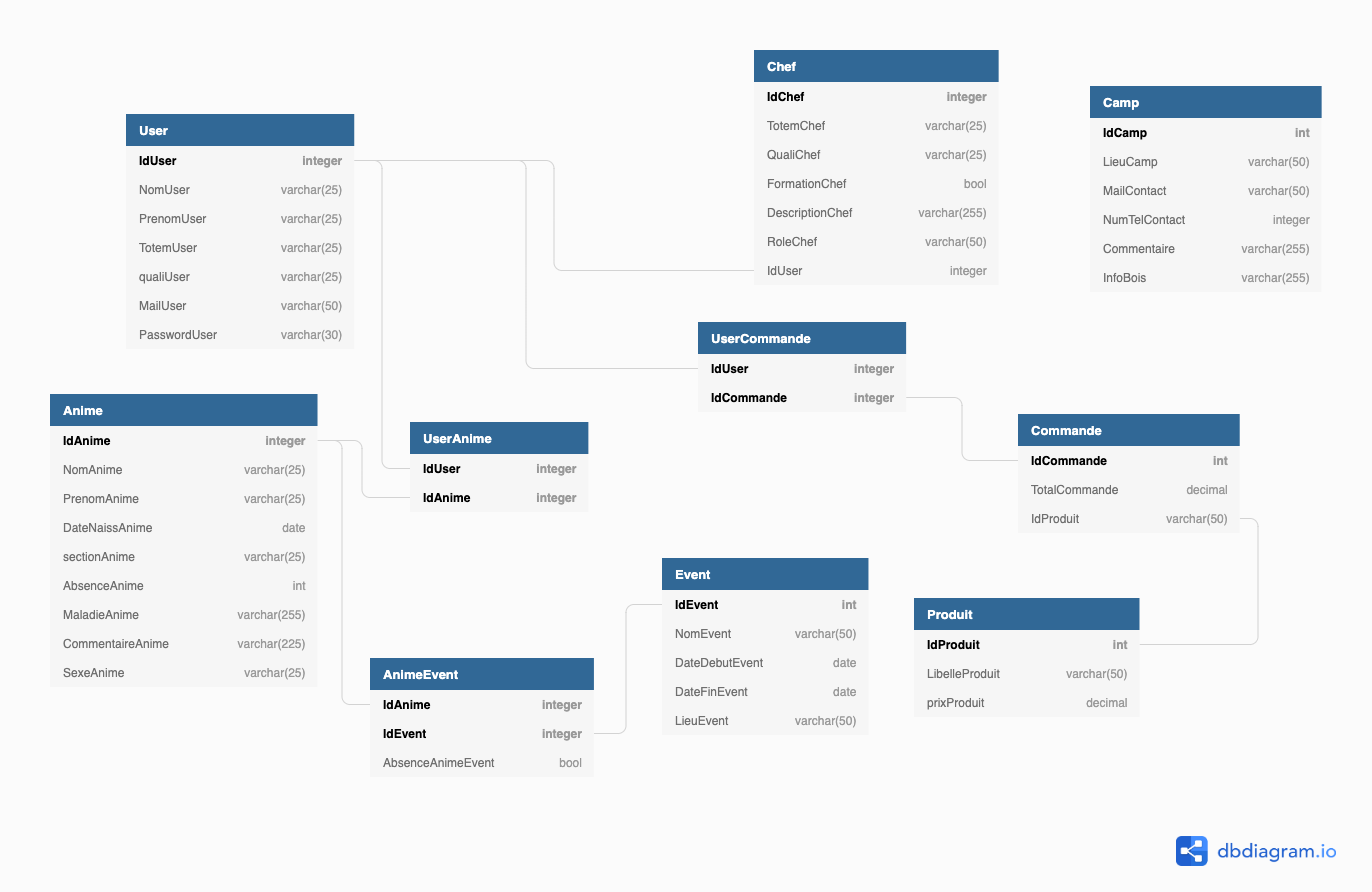 User
IdUser integer
NomUser varchar(25)
PrenomUser varchar(25)
TotemUser varchar(25)
qualiUser varchar(25)
MailUser varchar(50)
PasswordUser varchar(30)
Chef
IdChef integer
TotemChef varchar(25)
QualiChef varchar(25)
FormationChef bool
DescriptionChef varchar(255)
RoleChef varchar(50)
IdUser integer
Camp
IdCamp int
LieuCamp varchar(50)
MailContact varchar(50)
NumTelContact integer
Commentaire varchar(255)
InfoBois varchar(255)
UserCommande
IdUser integer
IdCommande integer
Anime
IdAnime integer
NomAnime varchar(25)
PrenomAnime varchar(25)
DateNaissAnime date
sectionAnime varchar(25)
AbsenceAnime int
MaladieAnime varchar(255)
CommentaireAnime varchar(225)
SexeAnime varchar(25)
UserAnime
IdUser integer
IdAnime integer
Commande
IdCommande int
TotalCommande decimal
IdProduit varchar(50)
Event
IdEvent int
NomEvent varchar(50)
DateDebutEvent date
DateFinEvent date
LieuEvent varchar(50)
Produit
IdProduit int
LibelleProduit varchar(50)
prixProduit decimal
AnimeEvent
IdAnime integer
IdEvent integer
AbsenceAnimeEvent bool
dbdiagram.io